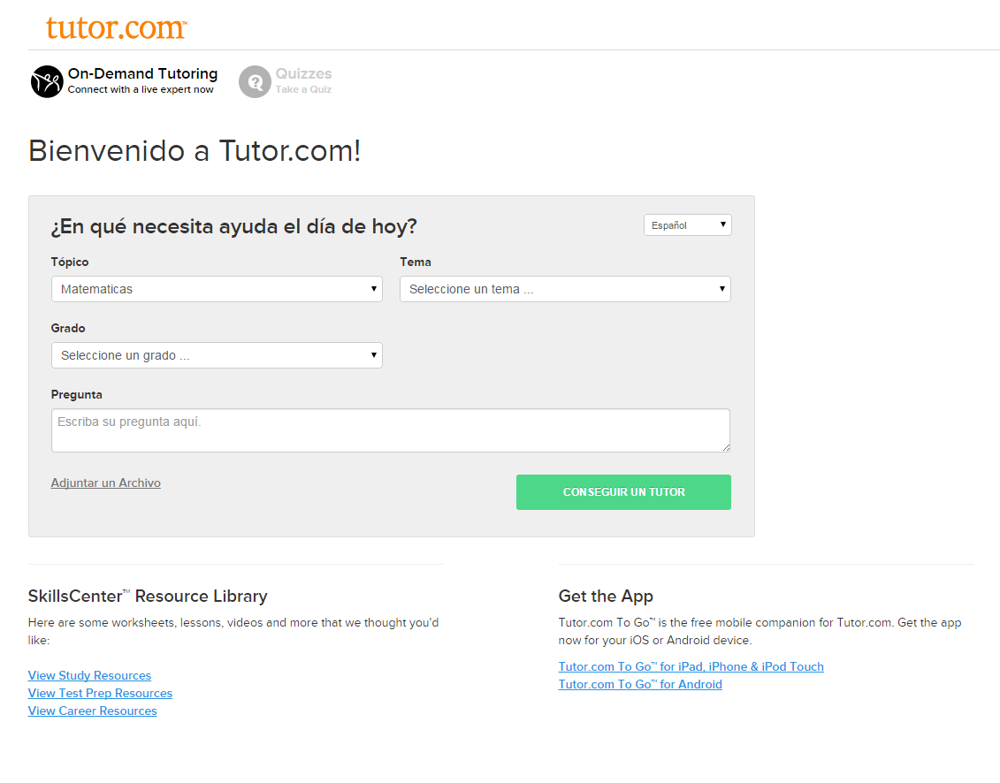 tutor.com™
On-Demand Tutoring
Connect with a live expert now
Quizzes
Take a Quiz
Bienvenido a Tutor.com!
¿En qué necesita ayuda el día de hoy?
Español
Tópico
Tema
Matematicas
Seleccione un tema ...
Grado
Seleccione un grado ...
Pregunta
Escriba su pregunta aquí.
Adjuntar un Archivo
CONSEGUIR UN TUTOR
SkillsCenter™ Resource Library
Here are some worksheets, lessons, videos and more that we thought you'd
like:
View Study Resources
View Test Prep Resources
View Career Resources
Get the App
Tutor.com To Go™ is the free mobile companion for Tutor.com. Get the app
now for your iOS or Android device.
Tutor.com To Go™ for iPad, iPhone & iPod Touch
Tutor.com To Go™ for Android